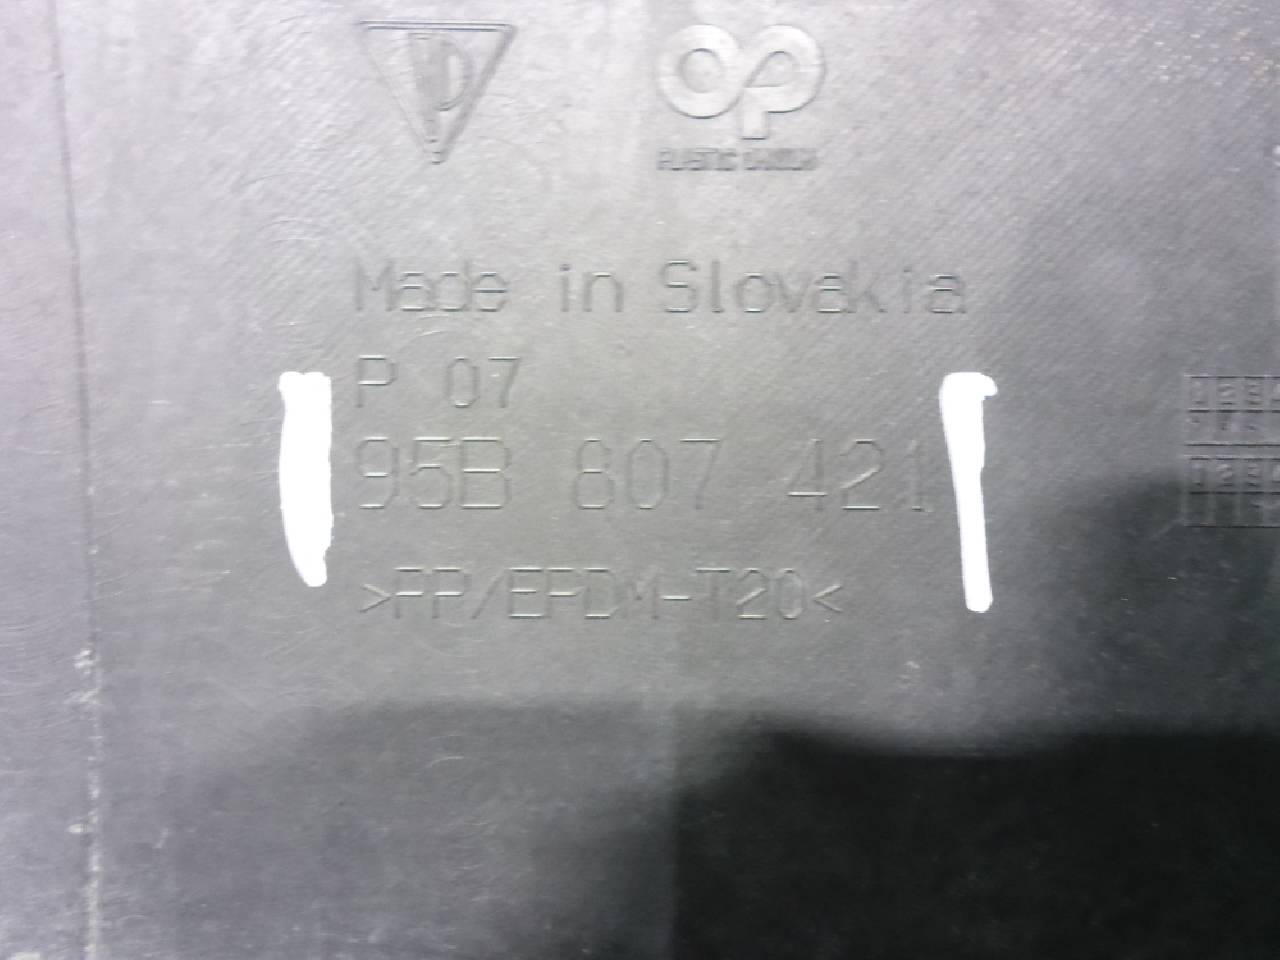 PLASTIC OMNIUM
Made in Slovakia
P 07
95B 807 421
>PP/EPDM-T20<